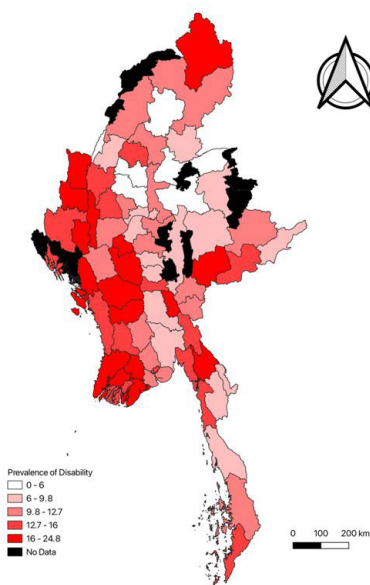 Prevalence of Disability
0 - 6
6 - 9.8
9.8 - 12.7
12.7 - 16
16 - 24.8
No Data
0 100 200 km